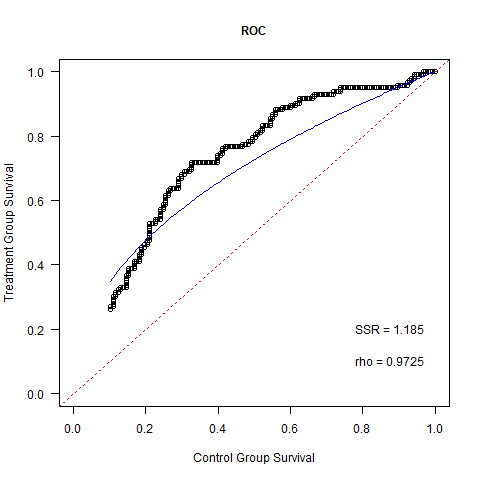 ROC
Treatment Group Survival
1.0
0.8
0.6
0.4
0.2
0.0
SSR = 1.185
rho = 0.9725
0.0 0.2 0.4 0.6 0.8 1.0
Control Group Survival